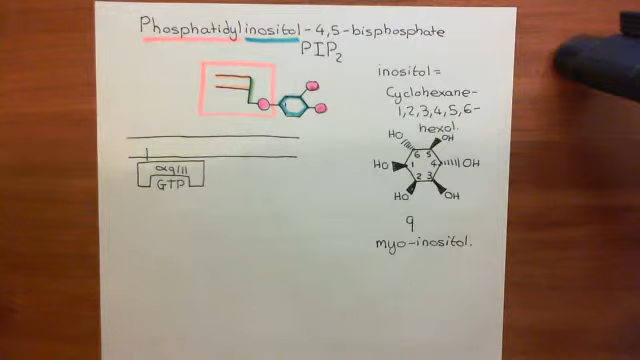 Phosphatidylinositol-4,5-bisphosphate
PIP2
inositol=
Cyclohexane-
1,2,3,4,5,6-
hexol.
HO OH
6 5
HO 1 4 OH
2 3
HO OH
9
myo-inositol.
αq/11
GTP